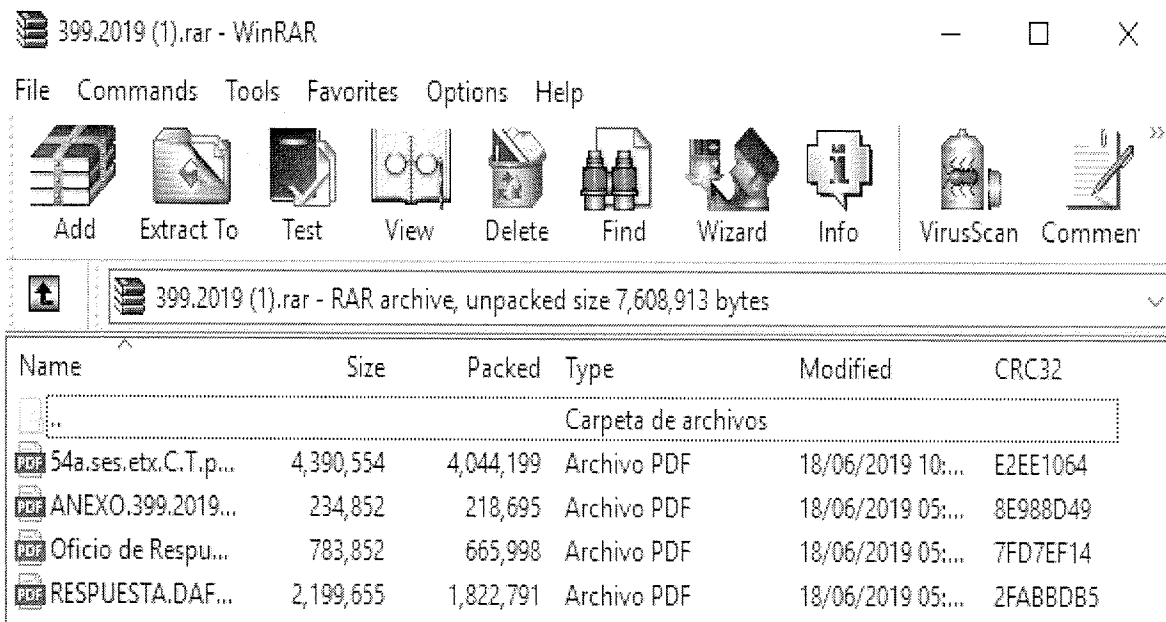 399.2019 (1).rar - WinRAR
File Commands Tools Favorites Options Help
Add Extract To Test View Delete Find Wizard Info VirusScan Commen
399.2019 (1).rar - RAR archive, unpacked size 7,608,913 bytes
Name Size Packed Type Modified CRC32
.. Carpeta de archivos
PDF 54a.ses.etx.C.T.p... 4,390,554 4,044,199 Archivo PDF 18/06/2019 10:... E2EE1064
PDF ANEXO.399.2019... 234,852 218,695 Archivo PDF 18/06/2019 05:... 8E988D49
PDF Oficio de Respu... 783,852 665,998 Archivo PDF 18/06/2019 05:... 7FD7EF14
PDF RESPUESTA.DAF... 2,199,655 1,822,791 Archivo PDF 18/06/2019 05:... 2FABBDB5